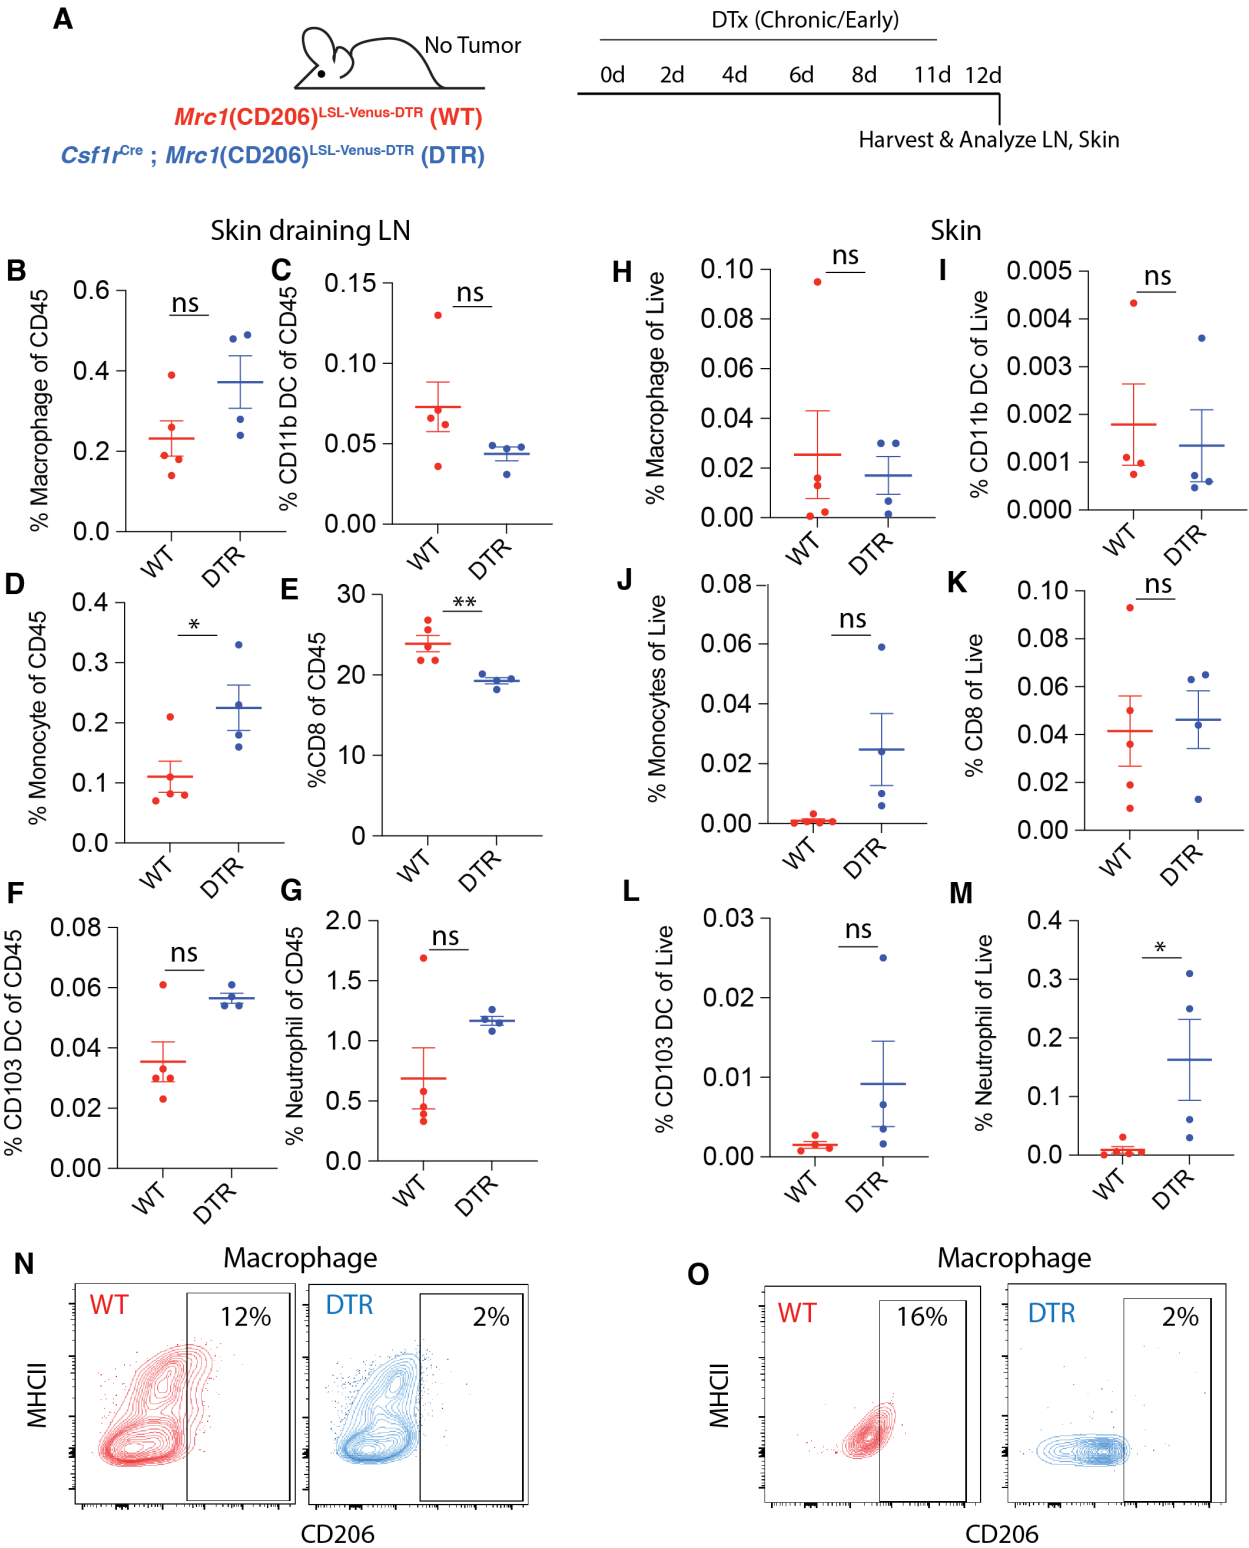 A
No Tumor
Mrc1(CD206)LSL-Venus-DTR (WT)
Csf1rCre ; Mrc1(CD206)LSL-Venus-DTR (DTR)
DTx (Chronic/Early)
0d 2d 4d 6d 8d 11d 12d
Harvest & Analyze LN, Skin
Skin draining LN
Skin
B
% Macrophage of CD45
0.6
0.4
0.2
0.0
ns
WT DTR
C
% CD11b DC of CD45
0.15
0.10
0.05
0.00
ns
WT DTR
H
% Macrophage of Live
0.10
0.08
0.06
0.04
0.02
0.00
ns
WT DTR
I
% CD11b DC of Live
0.005
0.004
0.003
0.002
0.001
0.000
ns
WT DTR
D
% Monocyte of CD45
0.4
0.3
0.2
0.1
0.0
*
WT DTR
E
%CD8 of CD45
30
20
10
0
**
WT DTR
J
% Monocytes of Live
0.08
0.06
0.04
0.02
0.00
ns
WT DTR
K
% CD8 of Live
0.10
0.08
0.06
0.04
0.02
0.00
ns
WT DTR
F
% CD103 DC of CD45
0.08
0.06
0.04
0.02
0.00
ns
WT DTR
G
% Neutrophil of CD45
2.0
1.5
1.0
0.5
0.0
ns
WT DTR
L
% CD103 DC of Live
0.03
0.02
0.01
0.00
ns
WT DTR
M
% Neutrophil of Live
0.4
0.3
0.2
0.1
0.0
*
WT DTR
N
Macrophage
WT
12%
DTR
2%
MHCII
CD206
O
Macrophage
WT
16%
DTR
2%
MHCII
CD206